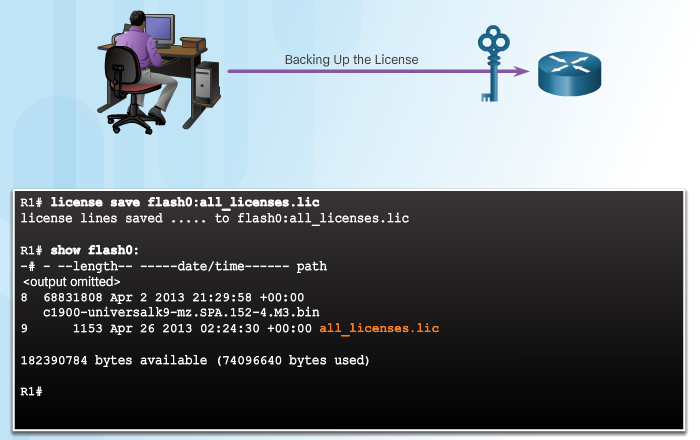 Backing Up the License
R1# license save flash0:all_licenses.lic
license lines saved ..... to flash0:all_licenses.lic
R1# show flash0:
-# - --length-- -----date/time------ path
<output omitted>
8  68831808 Apr 2 2013 21:29:58 +00:00
   c1900-universalk9-mz.SPA.152-4.M3.bin
9      1153 Apr 26 2013 02:24:30 +00:00 all_licenses.lic
182390784 bytes available (74096640 bytes used)
R1#